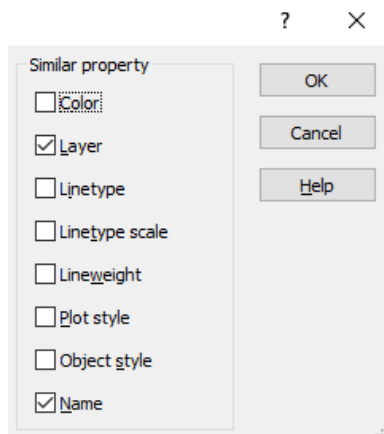 ?
Similar property
OK
Color
Cancel
Layer
Help
Linetype
Linetype scale
Lineweight
Plot style
Object style
Name